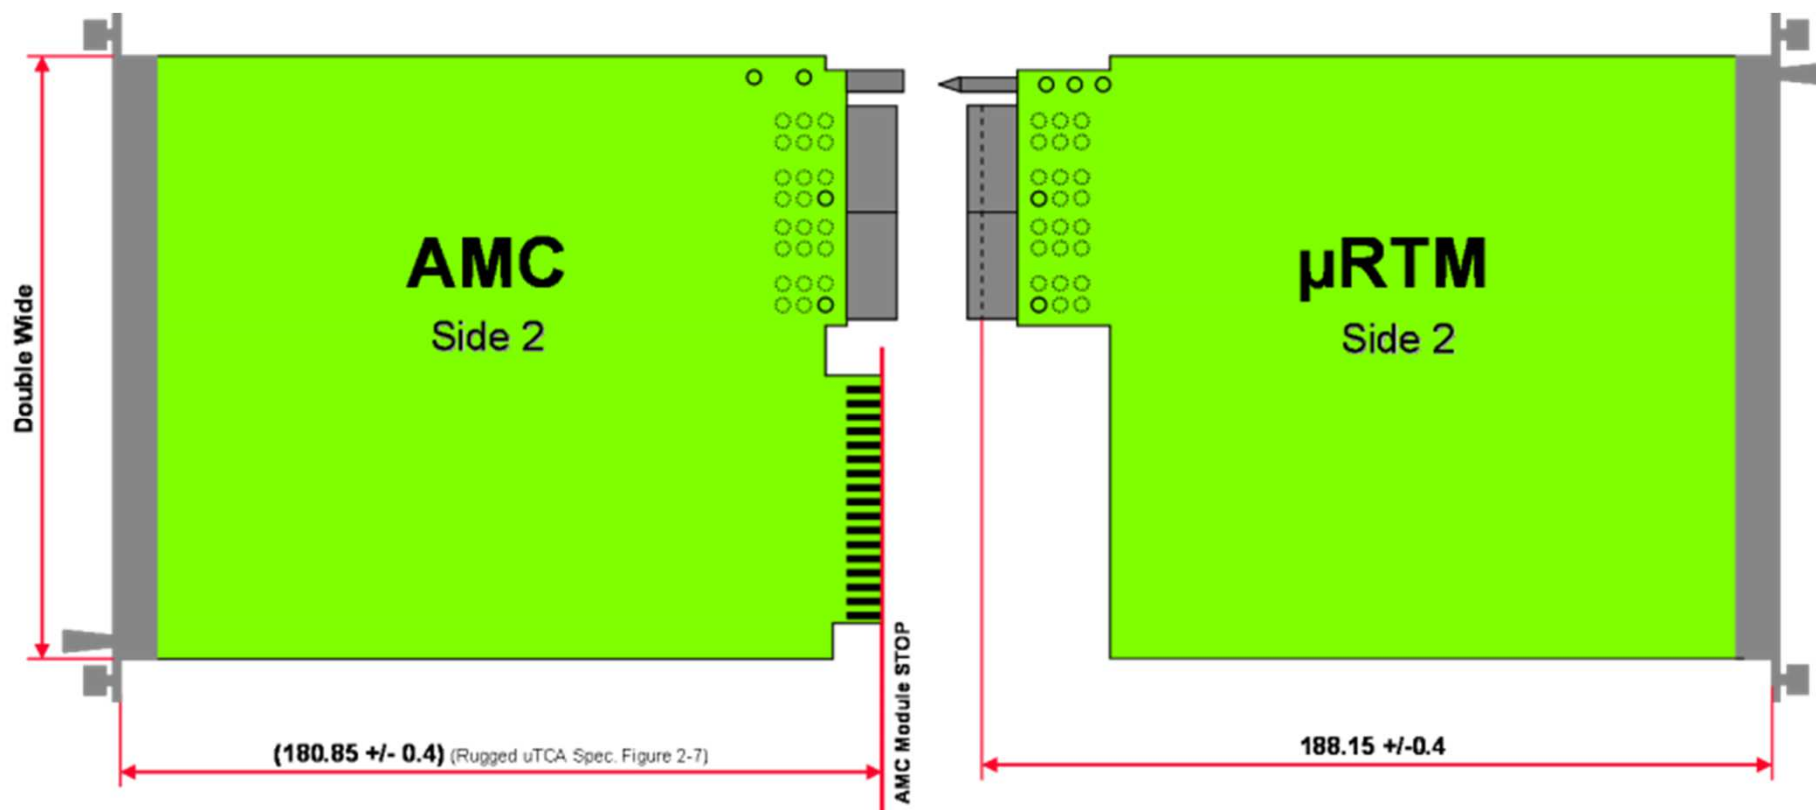 AMC
Side 2
µRTM
Side 2
Double Wide
AMC Module STOP
(180.85 +/- 0.4) (Rugged uTCA Spec. Figure 2-7)
188.15 +/-0.4